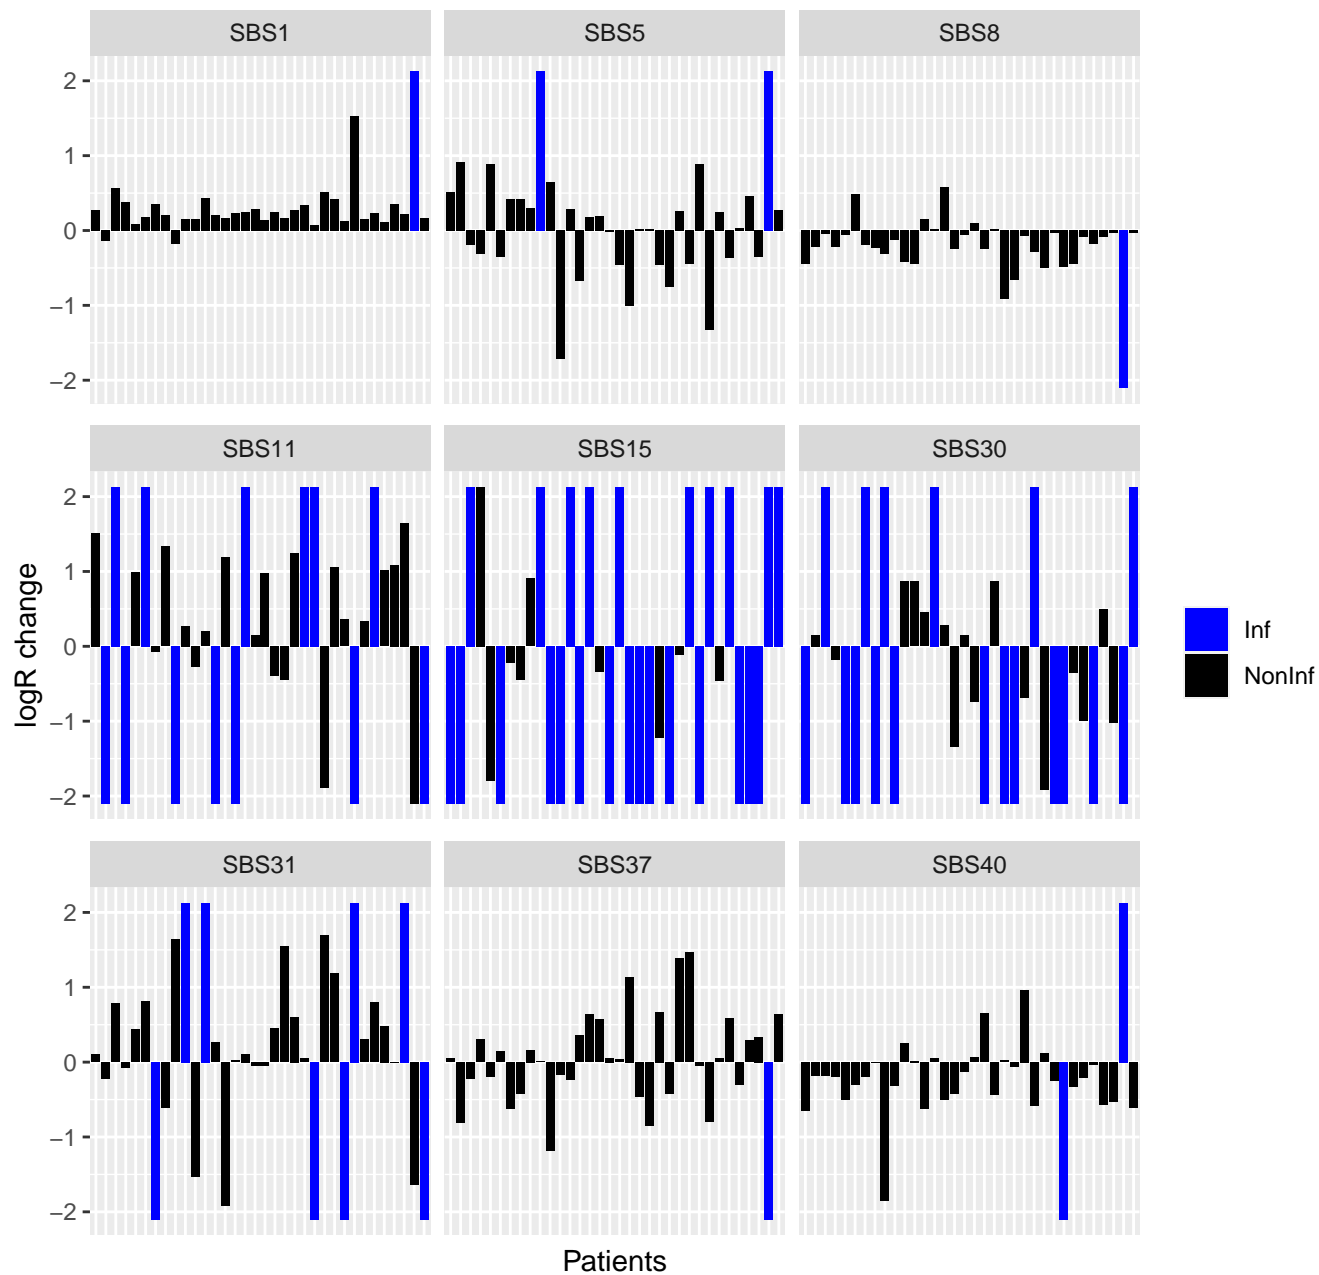 SBS1 SBS5 SBS8
2
1
0
−1
−2
SBS11 SBS15 SBS30
2
1
0
−1
−2
SBS31 SBS37 SBS40
2
1
0
−1
−2
logR change
Patients
Inf
NonInf